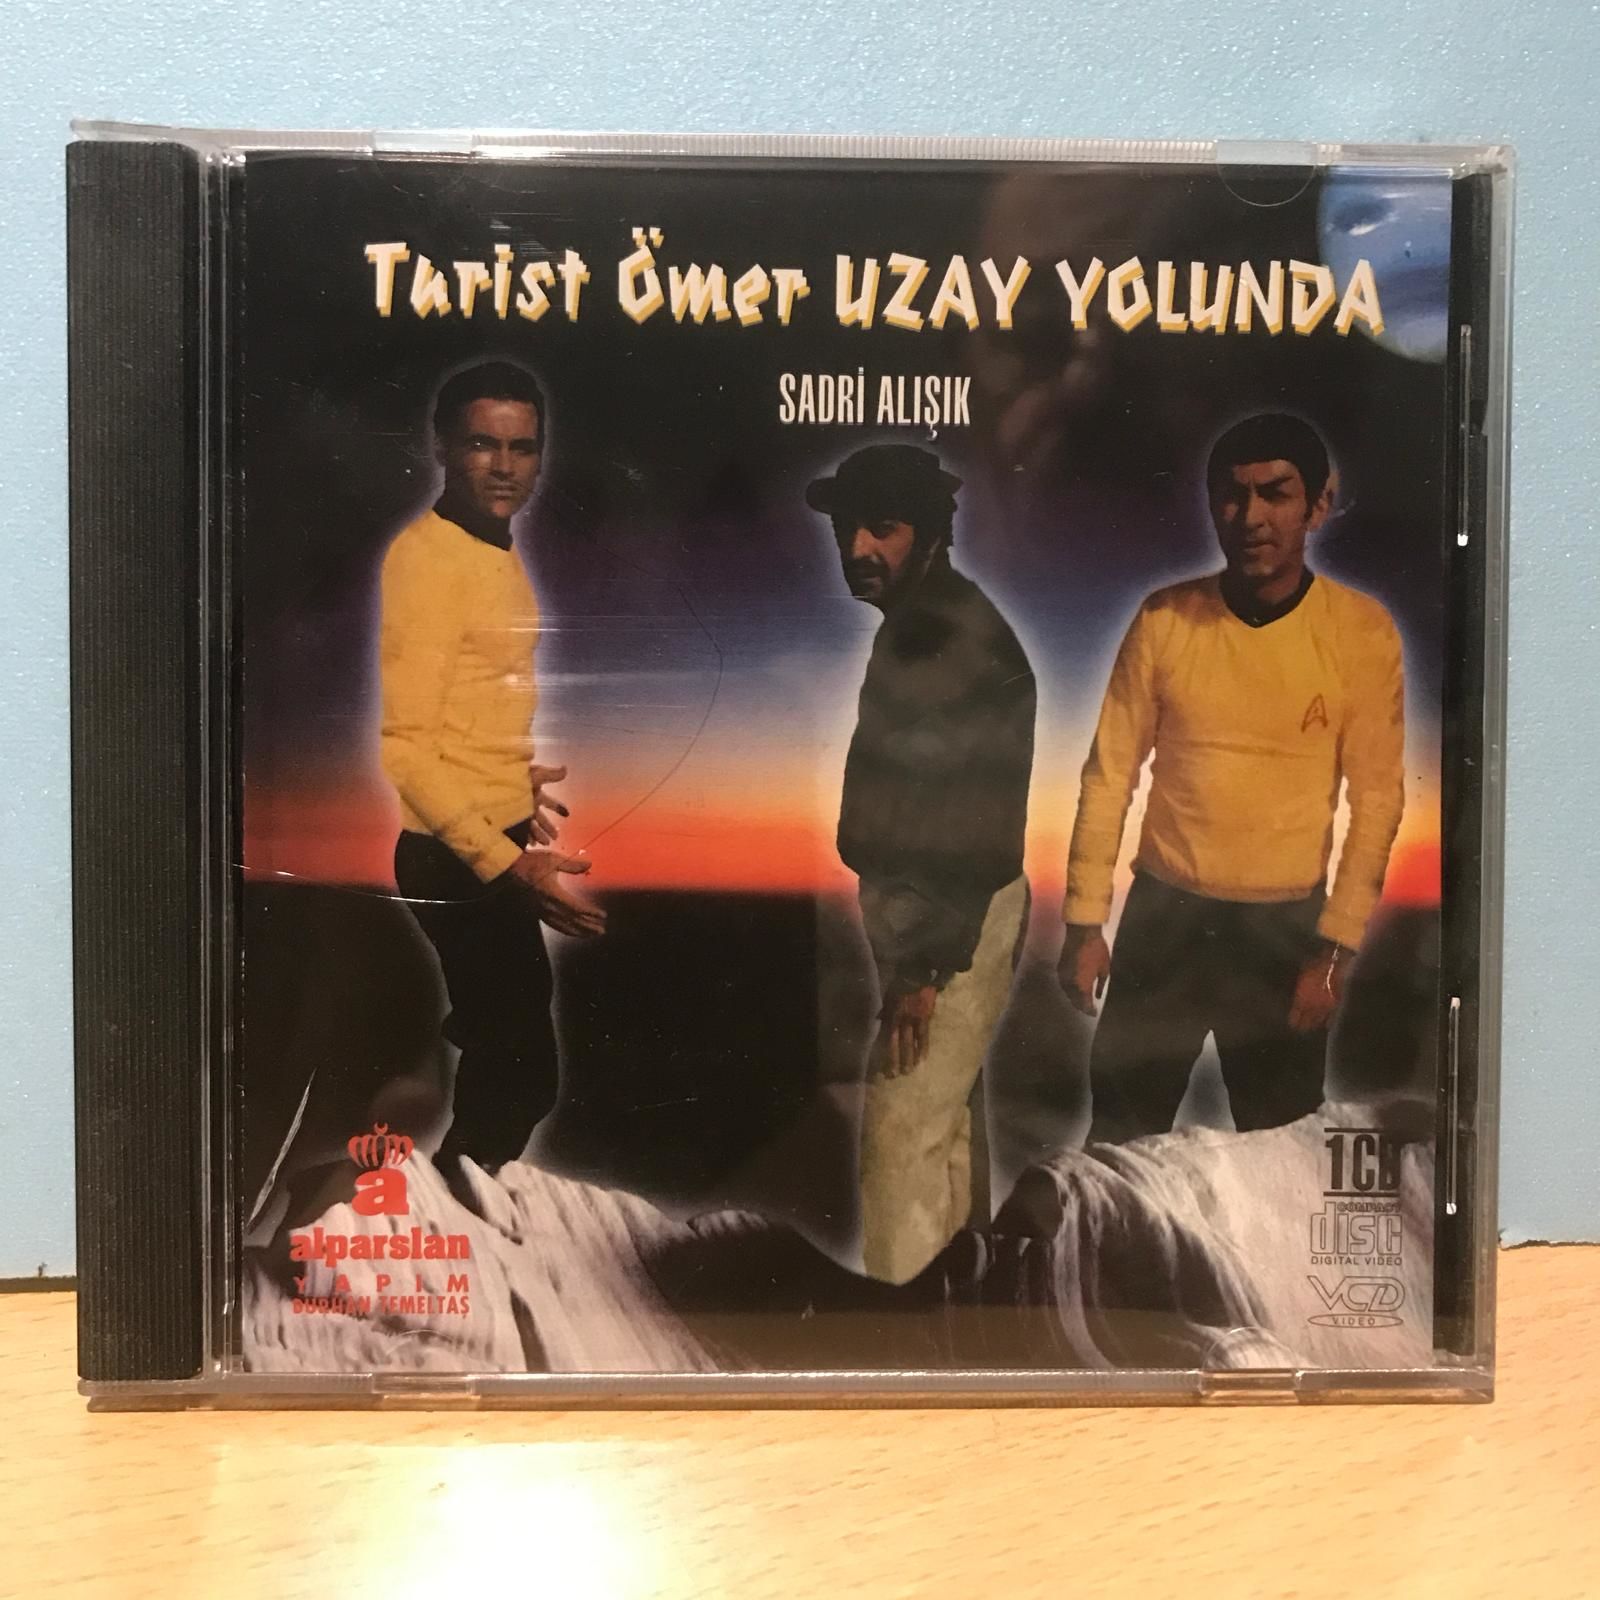 Turist Ömer UZAY YOLUNDA
SADRİ ALIŞIK
a
alparslan
YAPIM
BURHAN TEMELTAŞ
1CD
COMPACT
disc
DIGITAL VIDEO
VCD
VIDEO